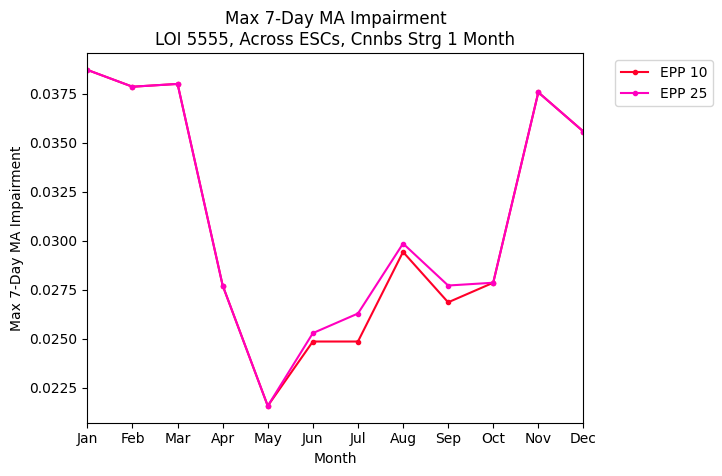 Max 7-Day MA Impairment
LOI 5555, Across ESCs, Cnnbs Strg 1 Month
EPP 10
EPP 25
Max 7-Day MA Impairment
0.0375
0.0350
0.0325
0.0300
0.0275
0.0250
0.0225
Jan Feb Mar Apr May Jun Jul Aug Sep Oct Nov Dec
Month